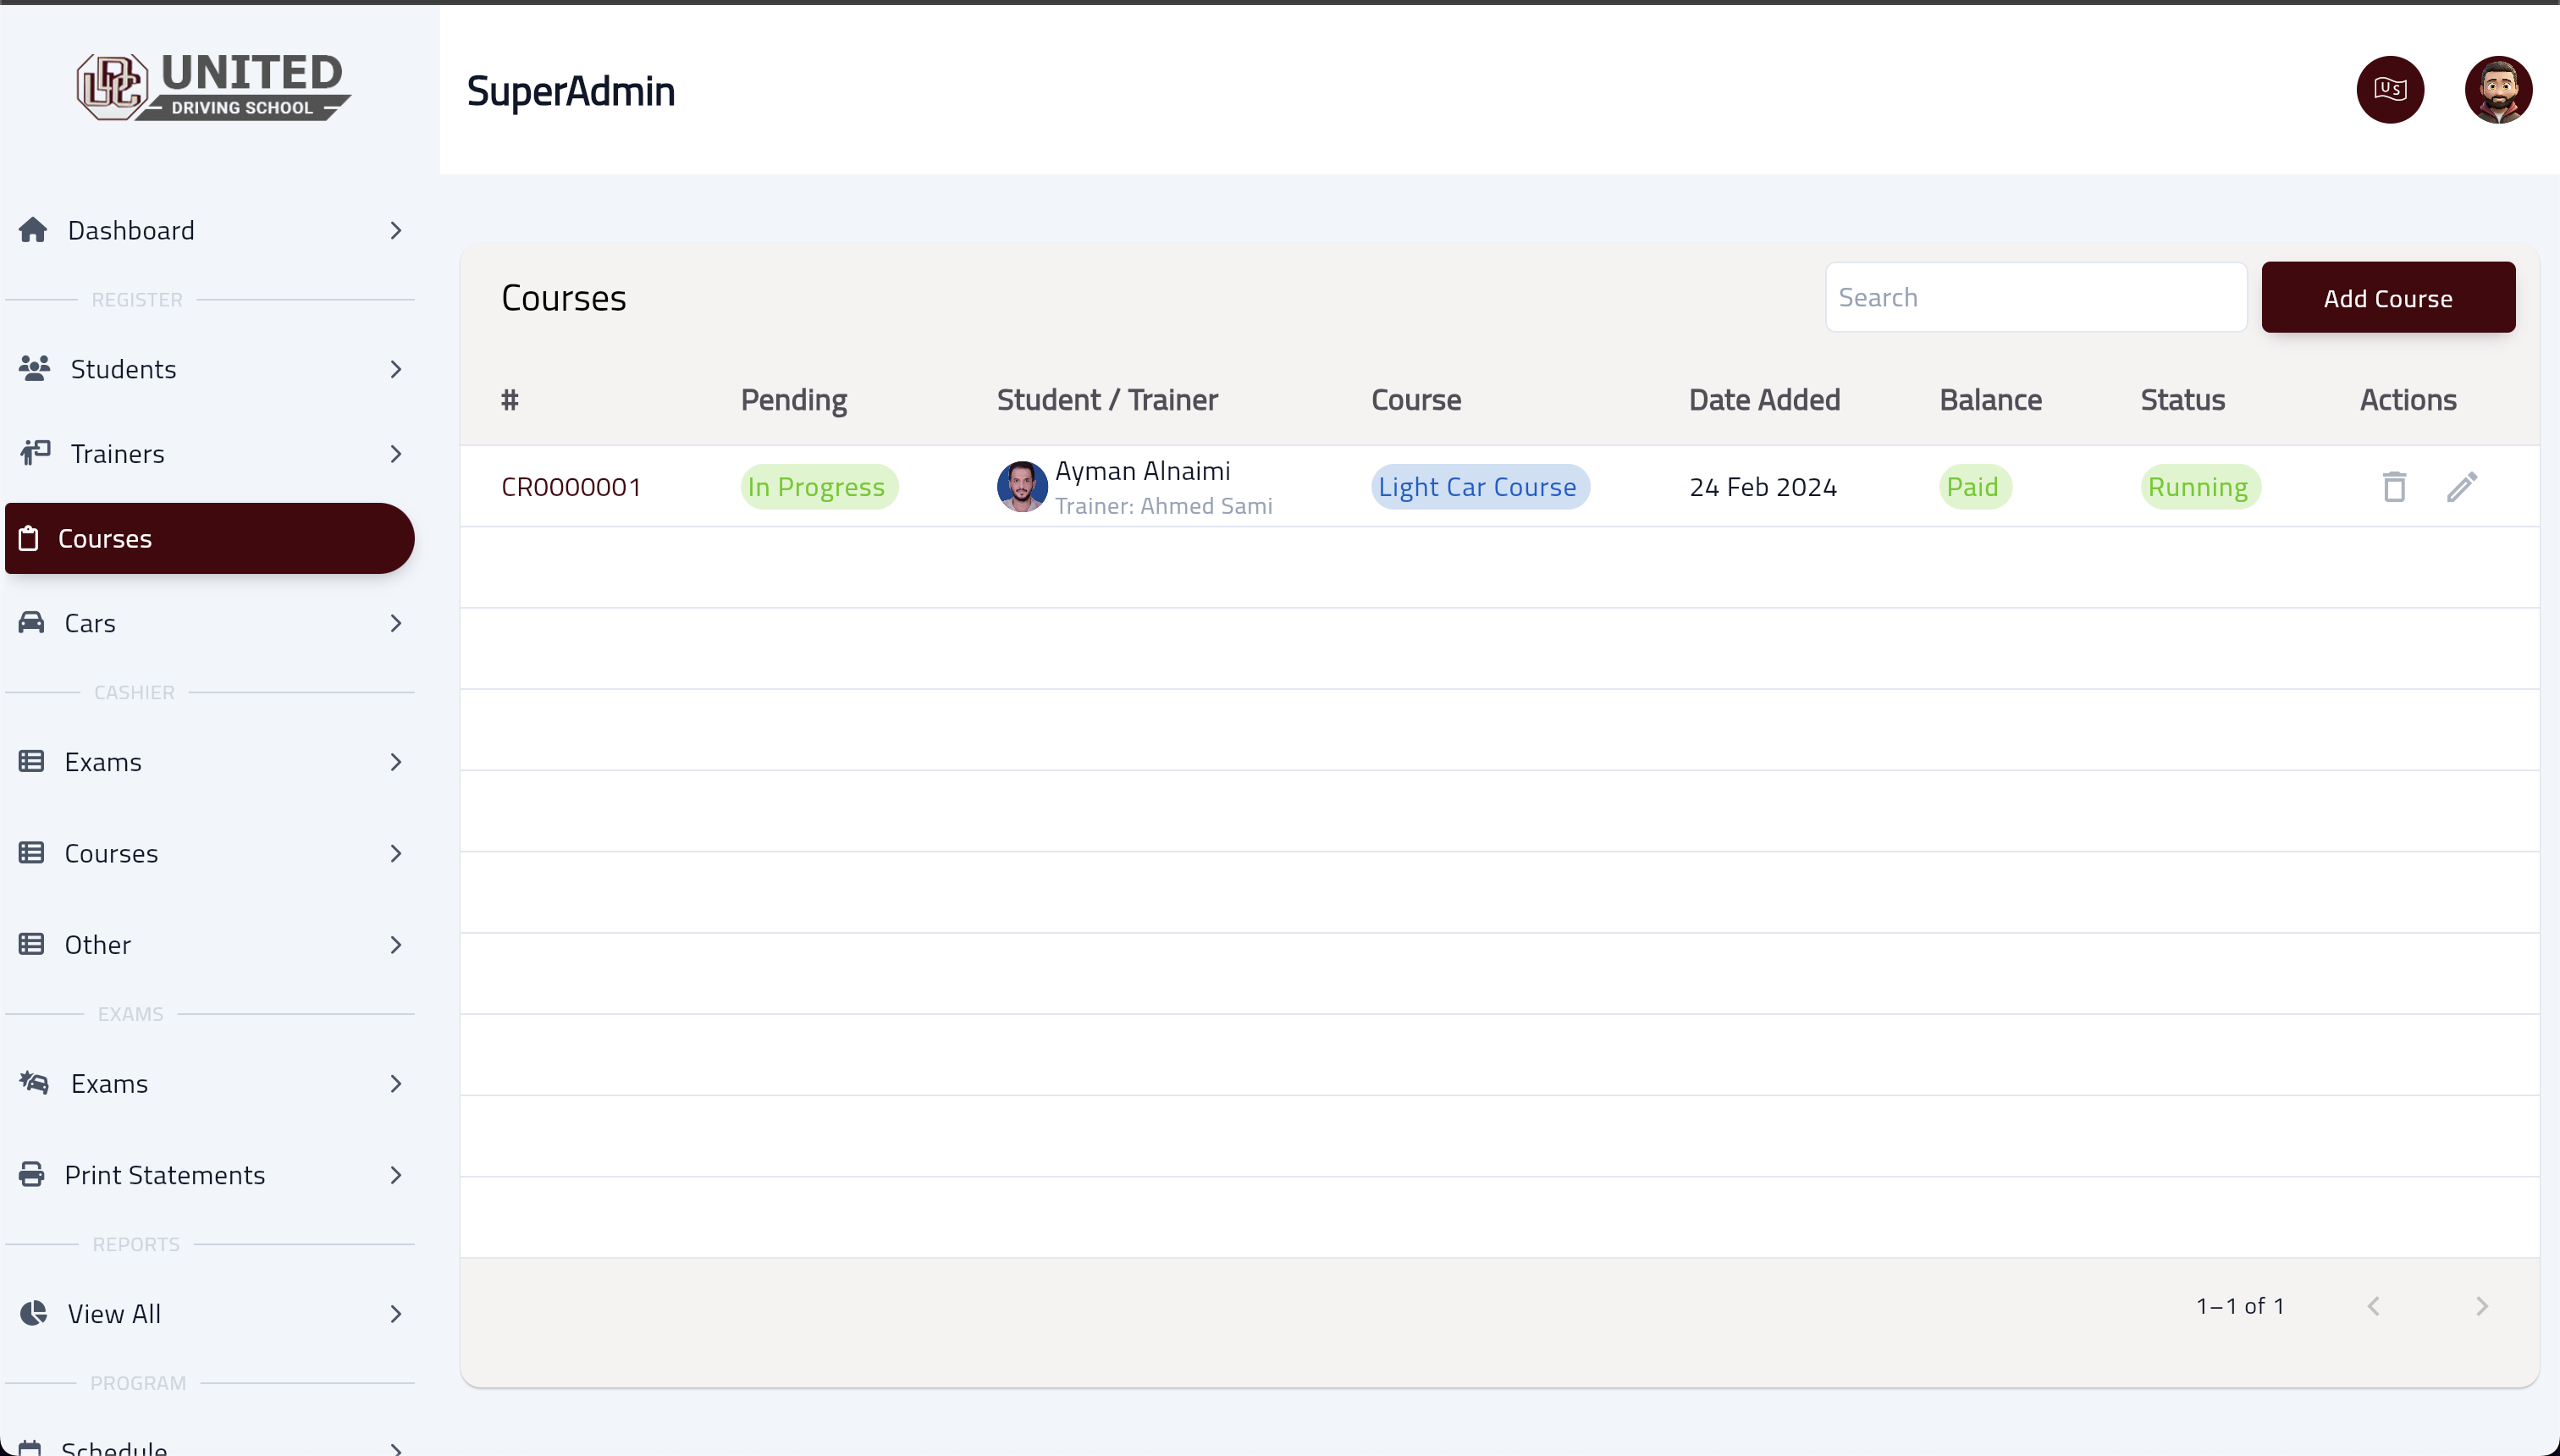 UNITED
DRIVING SCHOOL
SuperAdmin
US
Dashboard
REGISTER
Students
Trainers
Courses
Cars
CASHIER
Exams
Courses
Other
EXAMS
Exams
Print Statements
REPORTS
View All
PROGRAM
Schedule
Courses
Search
Add Course
# Pending Student / Trainer Course Date Added Balance Status Actions
CR0000001 In Progress Ayman Alnaimi Light Car Course 24 Feb 2024 Paid Running
Trainer: Ahmed Sami
1–1 of 1